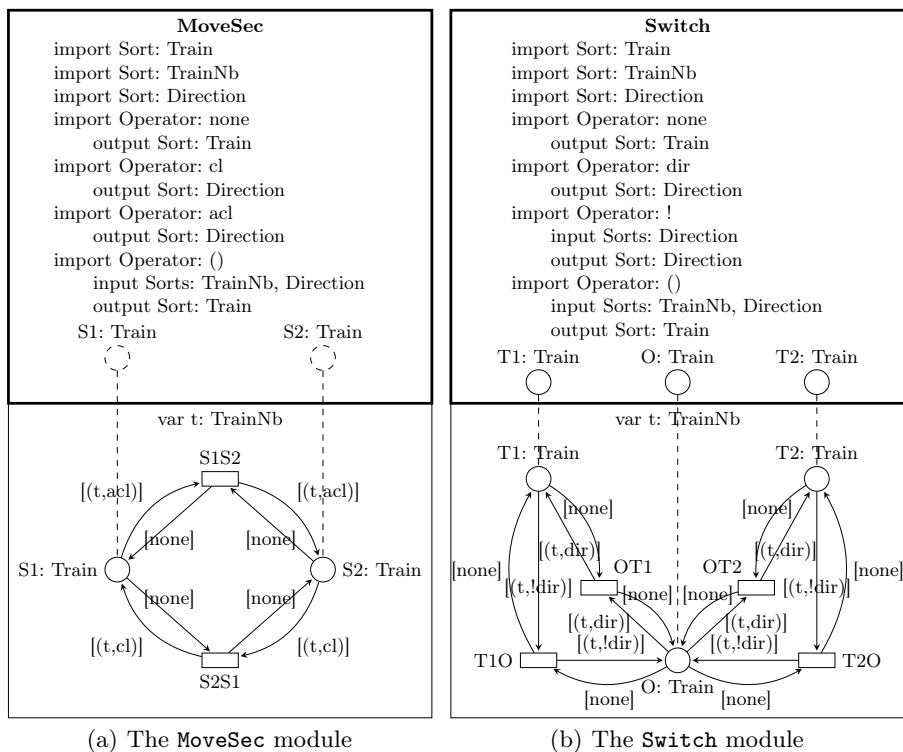 MoveSec
import Sort: Train
import Sort: TrainNb
import Sort: Direction
import Operator: none
output Sort: Train
import Operator: cl
output Sort: Direction
import Operator: acl
output Sort: Direction
import Operator: ()
input Sorts: TrainNb, Direction
output Sort: Train
S1: Train
S2: Train
var t: TrainNb
S1S2
[(t,acl)]
[(t,acl)]
[none]
[none]
S1: Train
S2: Train
[none]
[none]
[(t,cl)]
[(t,cl)]
S2S1
(a) The MoveSec module
Switch
import Sort: Train
import Sort: TrainNb
import Sort: Direction
import Operator: none
output Sort: Train
import Operator: dir
output Sort: Direction
import Operator: !
input Sorts: Direction
output Sort: Direction
import Operator: ()
input Sorts: TrainNb, Direction
output Sort: Train
T1: Train
O: Train
T2: Train
var t: TrainNb
T1: Train
T2: Train
[none]
[none]
[(t,dir)]
[(t,dir)]
OT1
OT2
[none]
[none]
[(t,!dir)]
[none]
[none]
[(t,!dir)]
[(t,dir)]
[(t,dir)]
[(t,!dir)]
[(t,!dir)]
T1O
T2O
O: Train
[none]
[none]
(b) The Switch module